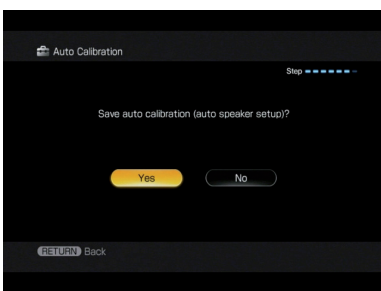 Auto Calibration
Step
Save auto calibration (auto speaker setup)?
Yes
No
RETURN Back